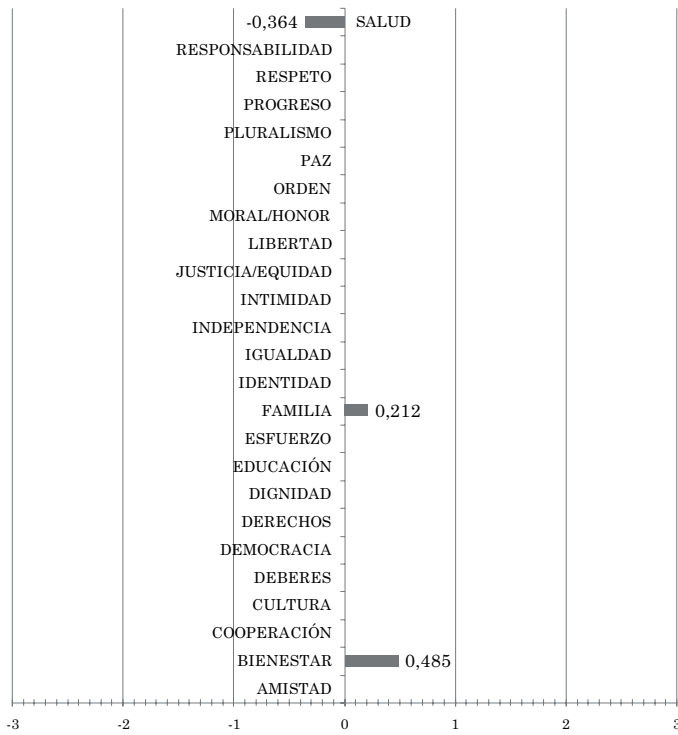 -0,364 SALUD
RESPONSABILIDAD
RESPETO
PROGRESO
PLURALISMO
PAZ
ORDEN
MORAL/HONOR
LIBERTAD
JUSTICIA/EQUIDAD
INTIMIDAD
INDEPENDENCIA
IGUALDAD
IDENTIDAD
FAMILIA 0,212
ESFUERZO
EDUCACIÓN
DIGNIDAD
DERECHOS
DEMOCRACIA
DEBERES
CULTURA
COOPERACIÓN
BIENESTAR 0,485
AMISTAD
-3 -2 -1 0 1 2 3